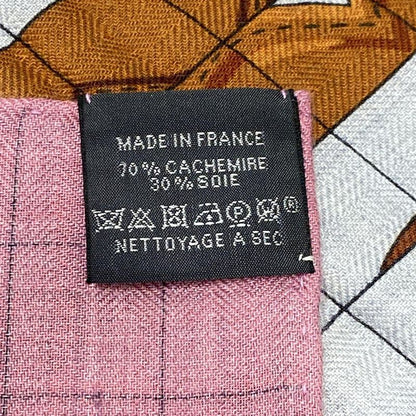 MADE IN FRANCE
70% CACHEMIRE
30% SOIE
P W ®
NETTOYAGE A SEC